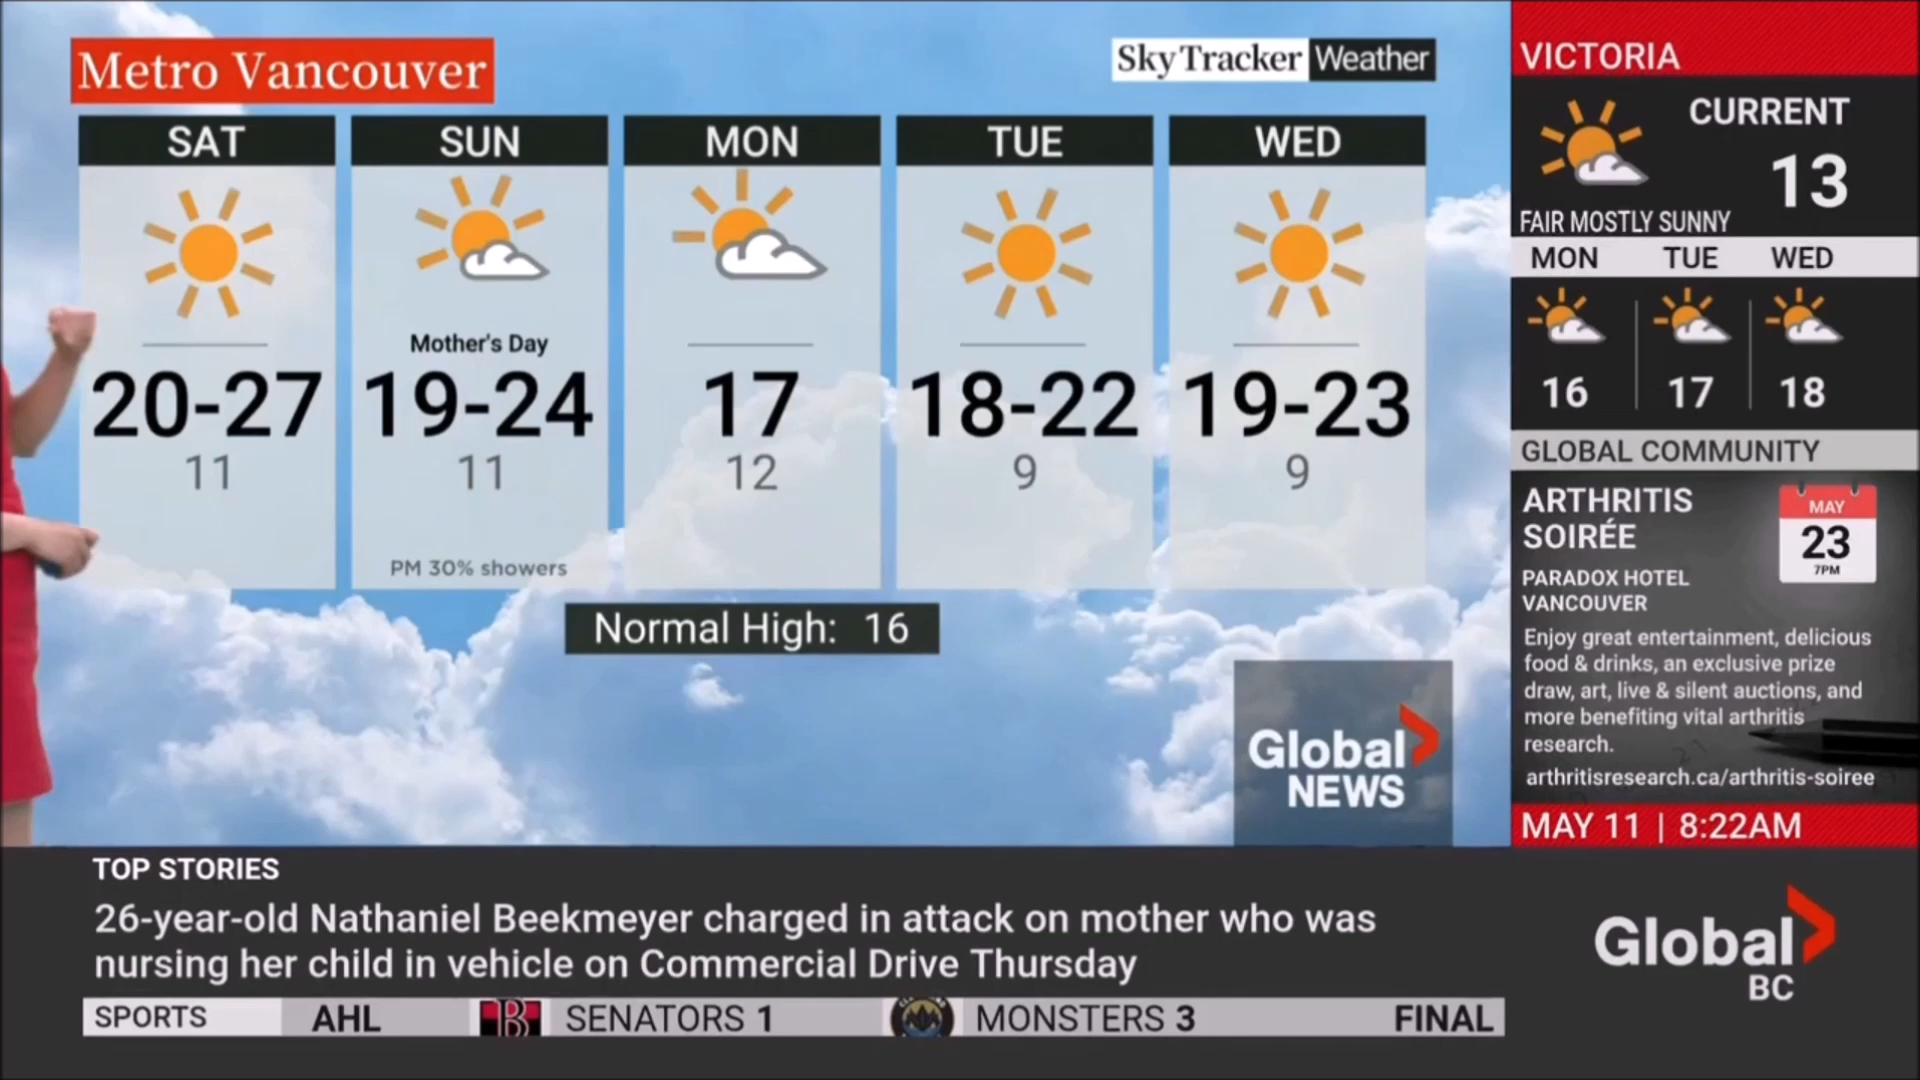 Metro Vancouver
SkyTracker Weather
SAT
20-27
11
SUN
Mother's Day
19-24
11
PM 30% showers
MON
17
12
TUE
18-22
9
WED
19-23
9
Normal High: 16
Global
NEWS
VICTORIA
CURRENT
13
FAIR MOSTLY SUNNY
MON TUE WED
16 17 18
GLOBAL COMMUNITY
ARTHRITIS
SOIRÉE
MAY
23
7PM
PARADOX HOTEL
VANCOUVER
Enjoy great entertainment, delicious
food & drinks, an exclusive prize
draw, art, live & silent auctions, and
more benefiting vital arthritis
research.
arthritisresearch.ca/arthritis-soiree
MAY 11 | 8:22AM
TOP STORIES
26-year-old Nathaniel Beekmeyer charged in attack on mother who was
nursing her child in vehicle on Commercial Drive Thursday
SPORTS AHL B SENATORS 1 MONSTERS 3 FINAL
Global
BC